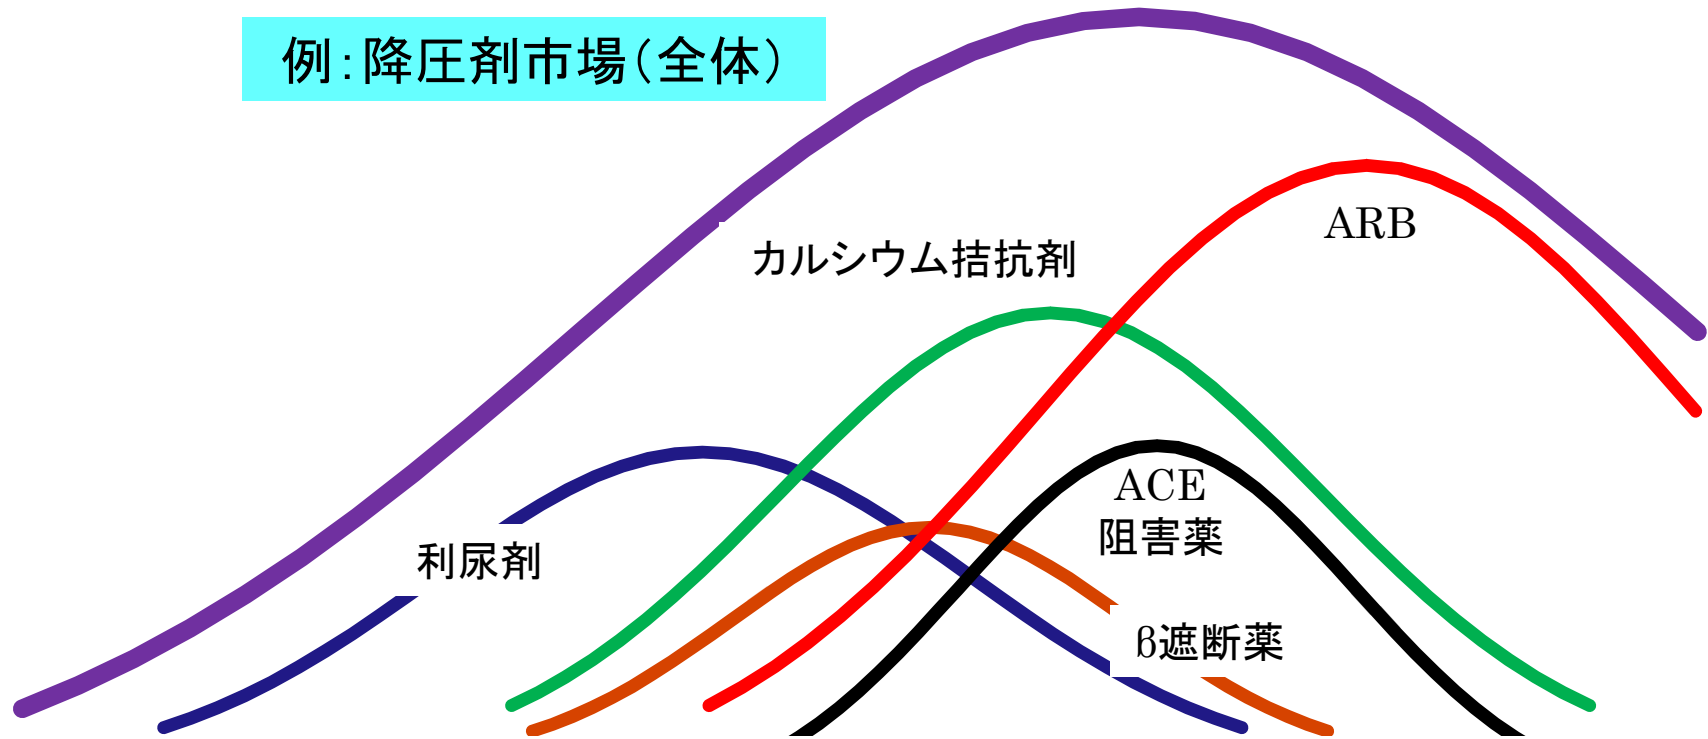 例：降圧剤市場（全体）
ARB
カルシウム拮抗剤
ACE
阻害薬
利尿剤
β遮断薬